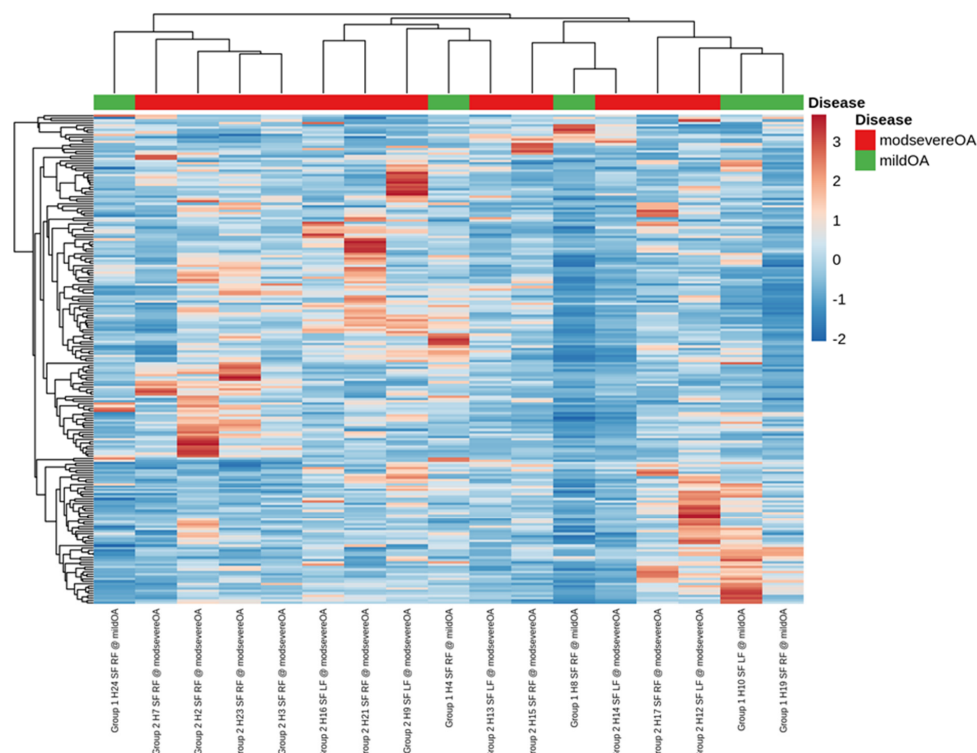 Disease
Disease
modsevereOA
mildOA
3
2
1
0
-1
-2
Group 1 H24 SF RF @ mildOA
Group 2 H7 SF RF @ modsevereOA
Group 2 H2 SF RF @ modsevereOA
Group 2 H23 SF RF @ modsevereOA
Group 2 H3 SF RF @ modsevereOA
Group 2 H16 SF LF @ modsevereOA
Group 2 H21 SF RF @ modsevereOA
Group 2 H9 SF LF @ modsevereOA
Group 1 H4 SF RF @ mildOA
Group 2 H13 SF LF @ modsevereOA
Group 2 H15 SF RF @ modsevereOA
Group 1 H8 SF RF @ mildOA
Group 2 H14 SF LF @ modsevereOA
Group 2 H17 SF RF @ modsevereOA
Group 2 H12 SF LF @ modsevereOA
Group 1 H10 SF LF @ mildOA
Group 1 H19 SF RF @ mildOA